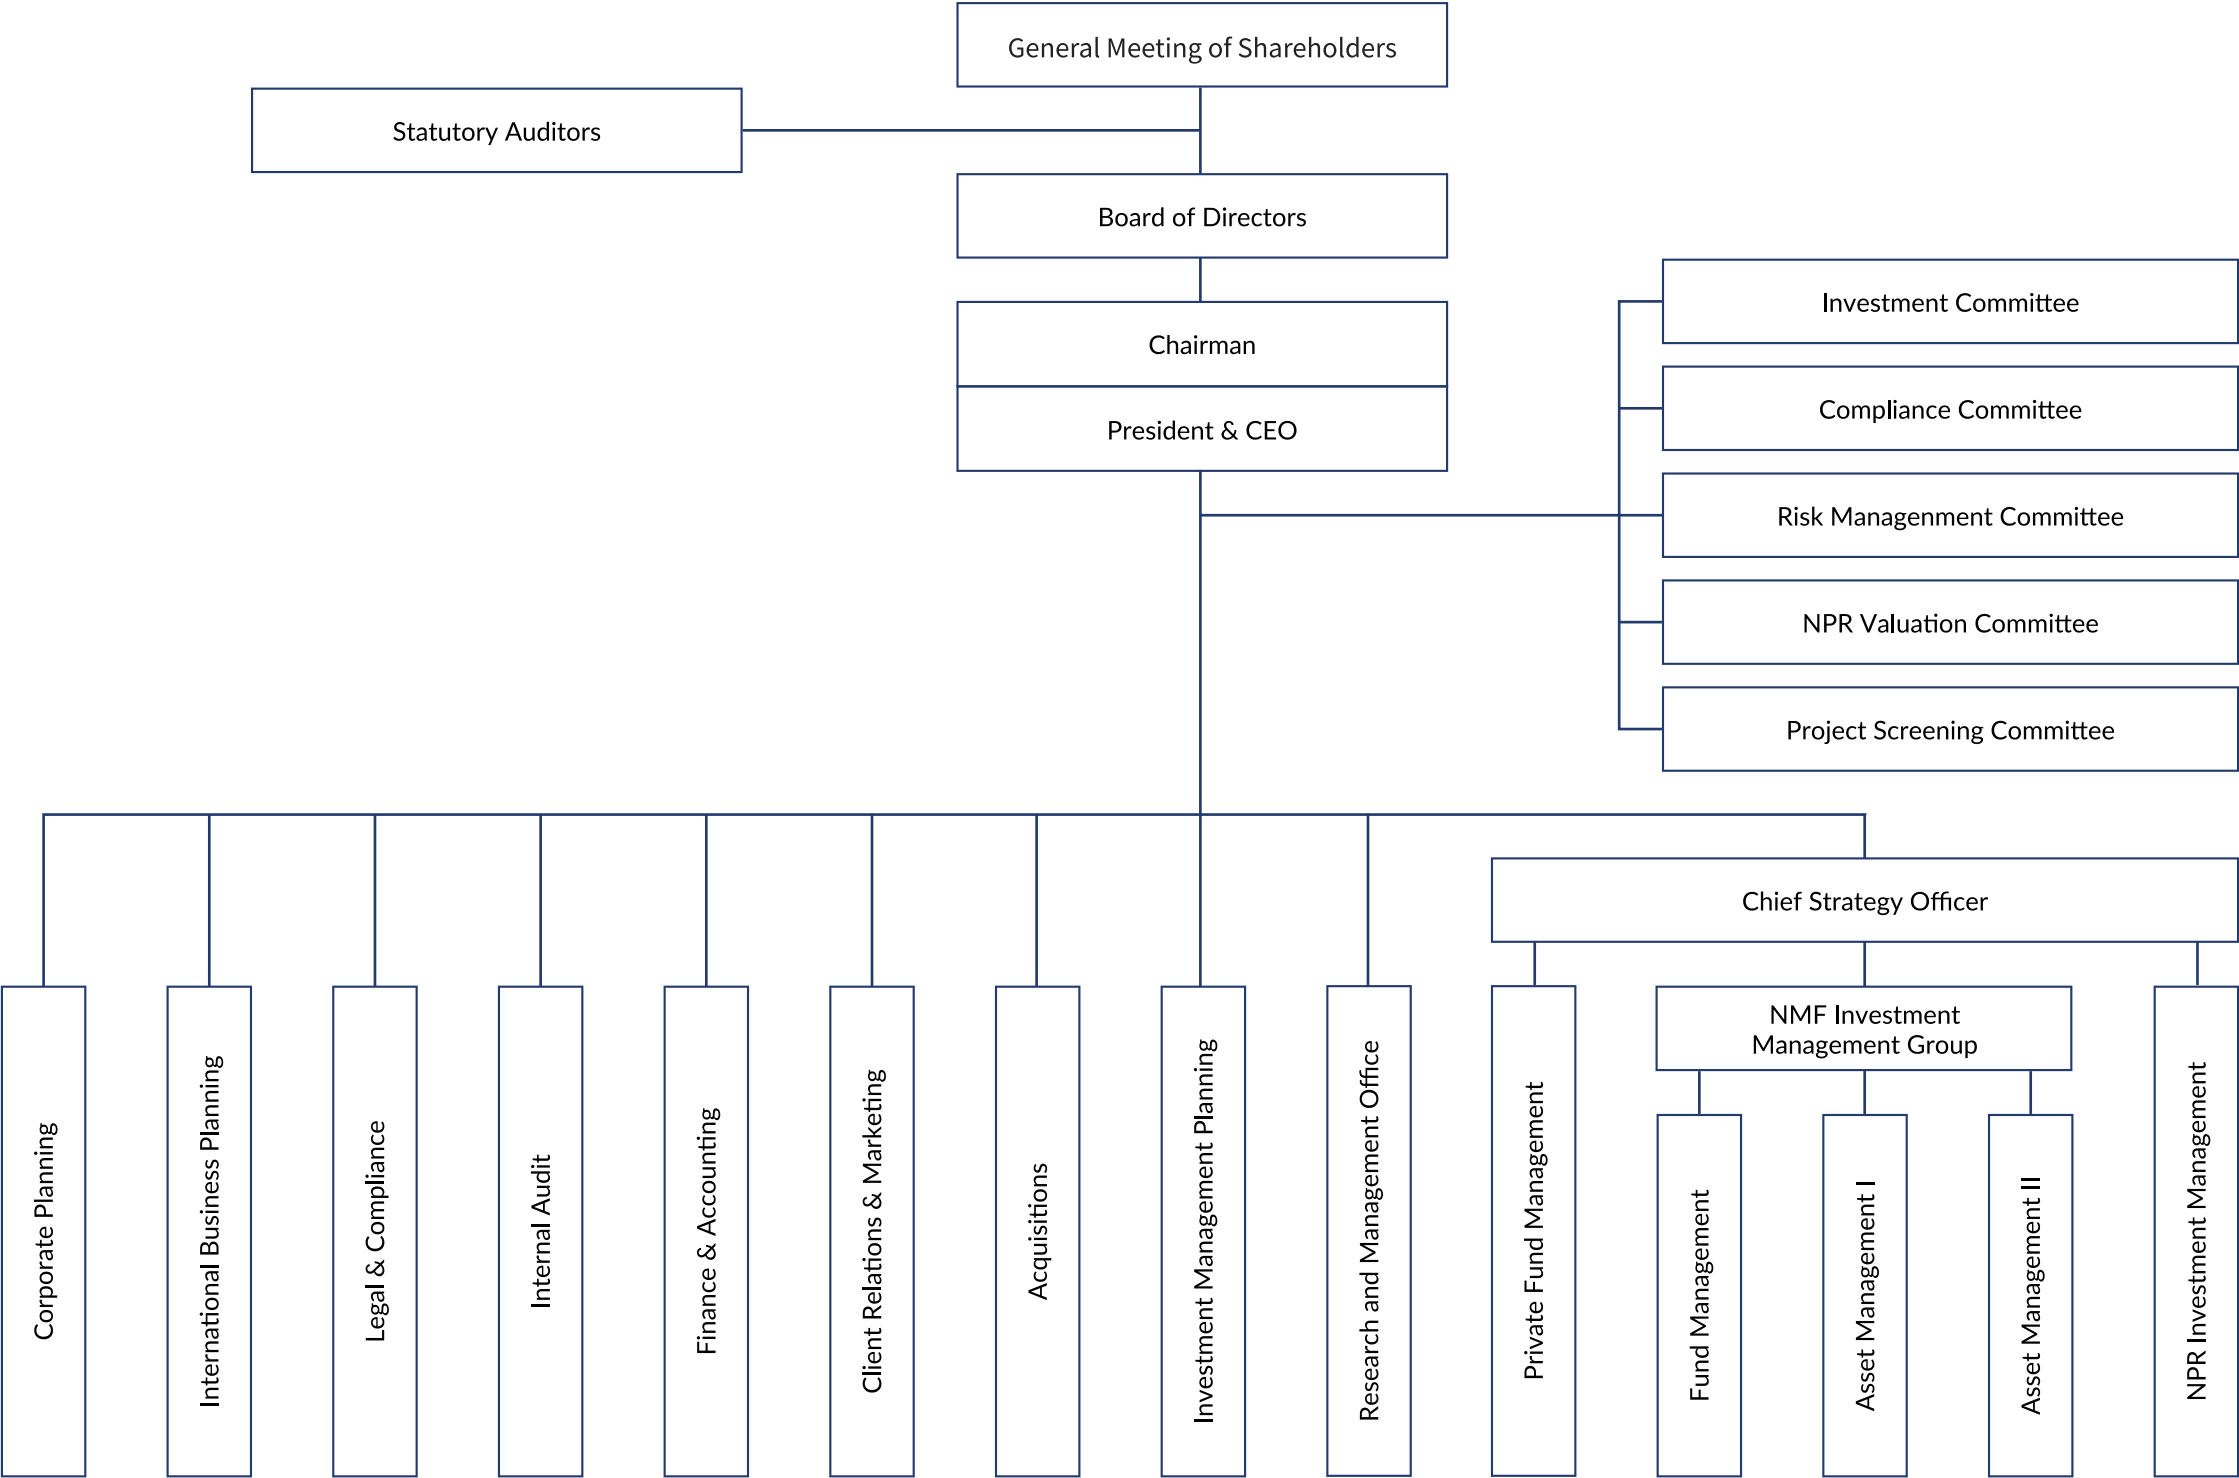 General Meeting of Shareholders
Statutory Auditors
Board of Directors
Chairman
President & CEO
Investment Committee
Compliance Committee
Risk Managenment Committee
NPR Valuation Committee
Project Screening Committee
Chief Strategy Officer
Corporate Planning
International Business Planning
Legal & Compliance
Internal Audit
Finance & Accounting
Client Relations & Marketing
Acquisitions
Investment Management Planning
Research and Management Office
Private Fund Management
NMF Investment
Management Group
Fund Management
Asset Management I
Asset Management II
NPR Investment Management